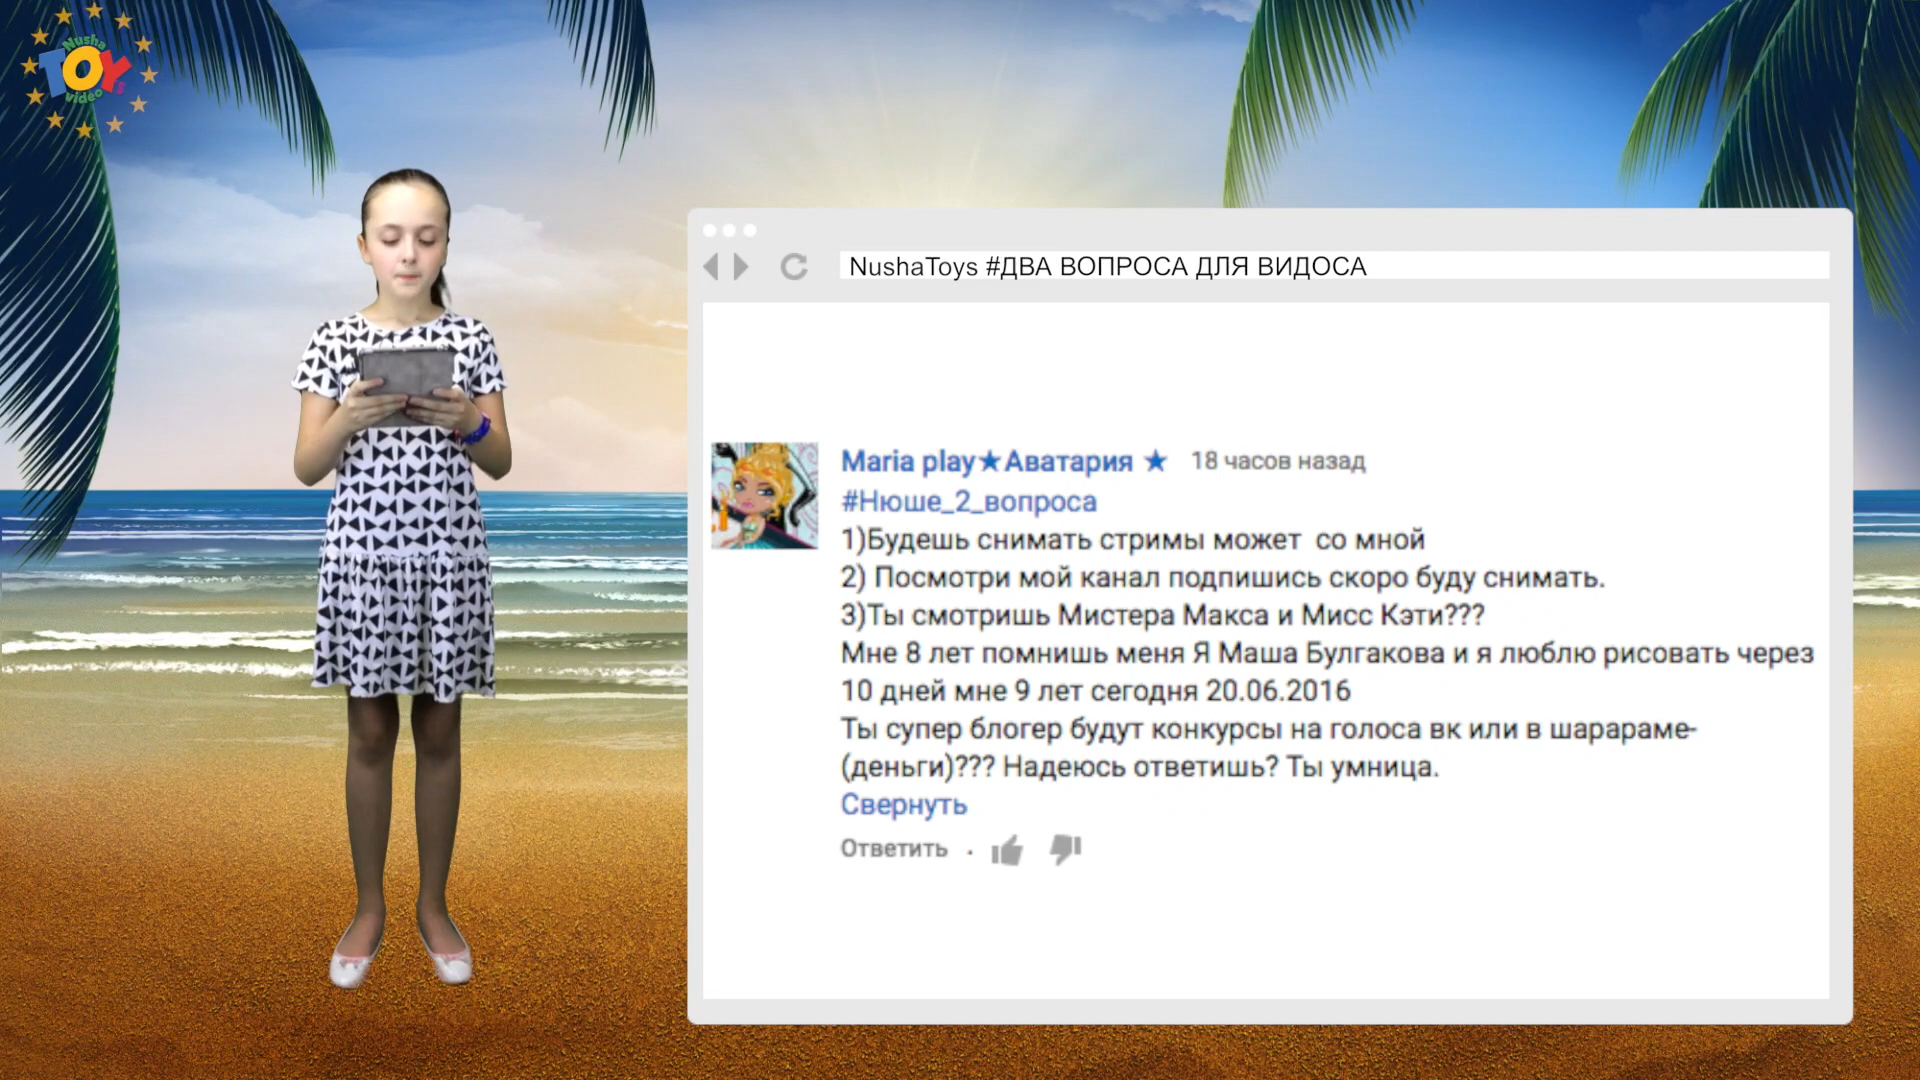 Nusha
TOY's
video
NushaToys #ДВА ВОПРОСА ДЛЯ ВИДОСА
Maria play★Аватария ★ 18 часов назад
#Нюше_2_вопроса
1)Будешь снимать стримы может со мной
2) Посмотри мой канал подпишись скоро буду снимать.
3)Ты смотришь Мистера Макса и Мисс Кэти???
Мне 8 лет помнишь меня Я Маша Булгакова и я люблю рисовать через
10 дней мне 9 лет сегодня 20.06.2016
Ты супер блогер будут конкурсы на голоса вк или в шарараме-
(деньги)??? Надеюсь ответишь? Ты умница.
Свернуть
Ответить